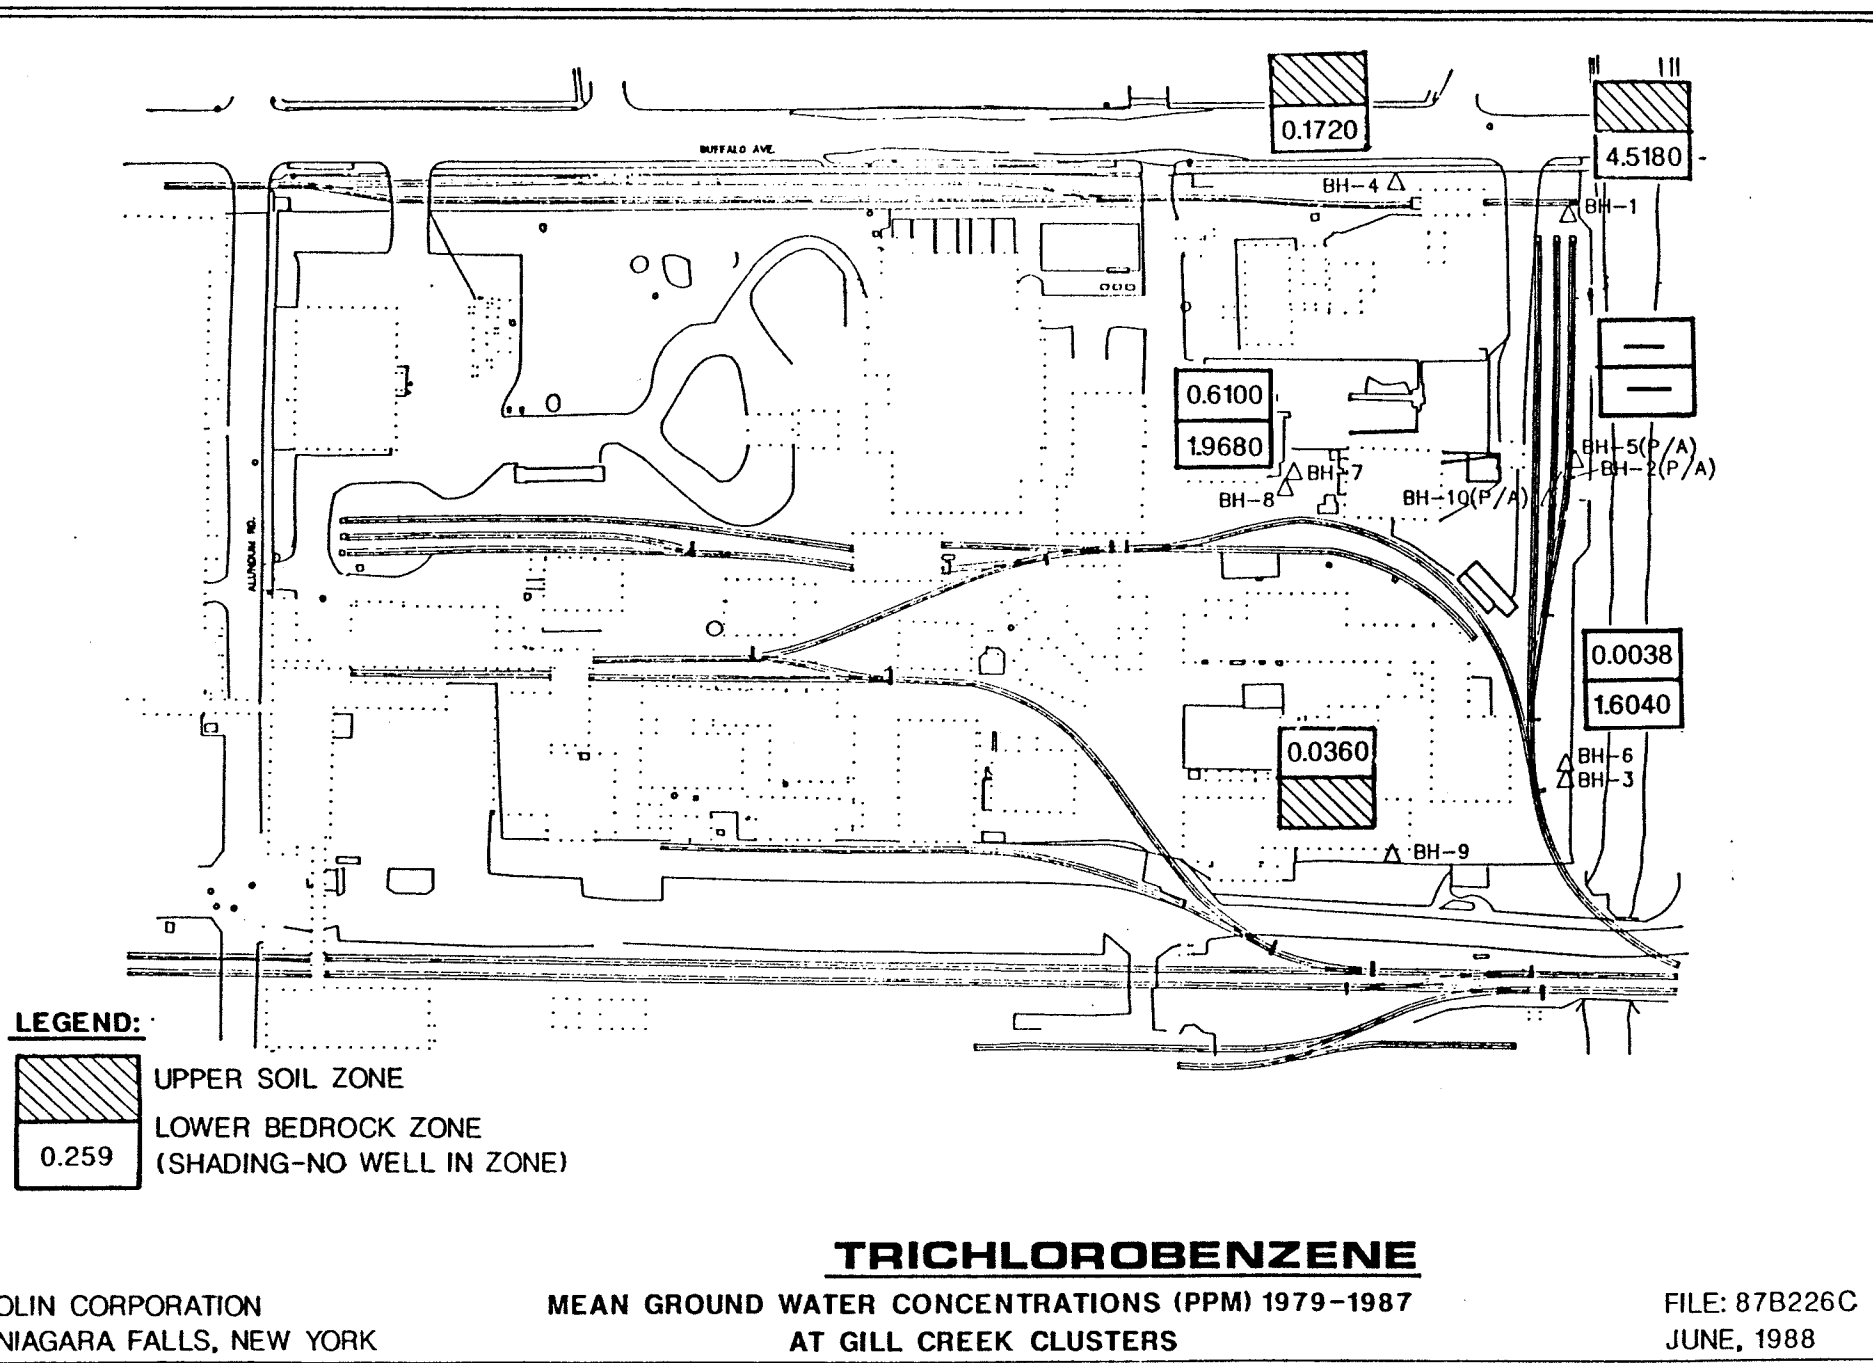 0.1720
4.5180
BUFFALO AVE.
BH-4
BH-1
0.6100
1.9680
BH-5(P/A)
BH-2(P/A)
BH-7
BH-8
BH-10(P/A)
ALUNDUM RD.
0.0038
1.6040
0.0360
BH-6
BH-3
BH-9
LEGEND:
UPPER SOIL ZONE
LOWER BEDROCK ZONE
0.259
(SHADING-NO WELL IN ZONE)
TRICHLOROBENZENE
OLIN CORPORATION
MEAN GROUND WATER CONCENTRATIONS (PPM) 1979-1987
FILE: 87B226C
NIAGARA FALLS, NEW YORK
AT GILL CREEK CLUSTERS
JUNE, 1988